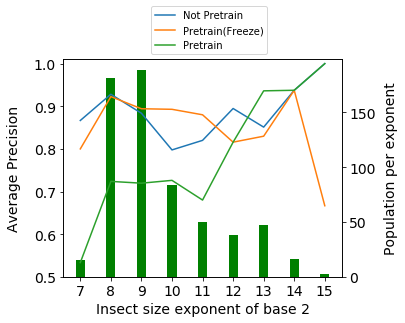 Not Pretrain
Pretrain(Freeze)
Pretrain
1.0
0.9
0.8
0.7
0.6
0.5
Average Precision
150
100
50
0
Population per exponent
7 8 9 10 11 12 13 14 15
Insect size exponent of base 2